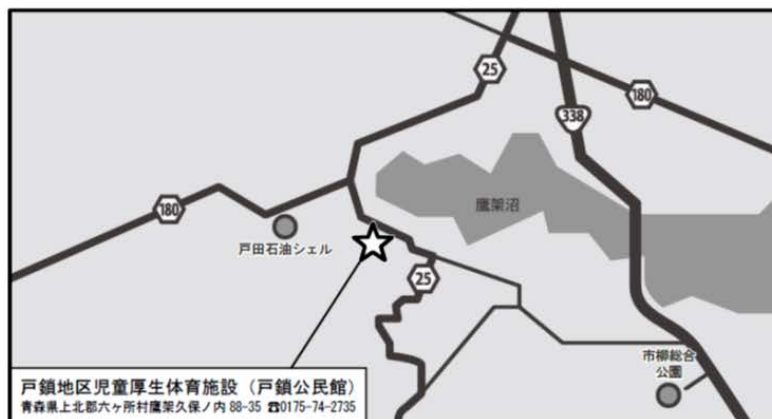 25
180
338
鷹架沼
180
戸田石油シェル
25
市柳総合
公園
戸鎖地区児童厚生体育施設（戸鎖公民館）
青森県上北郡六ヶ所村鷹架久保ノ内 88-35 ☎0175-74-2735